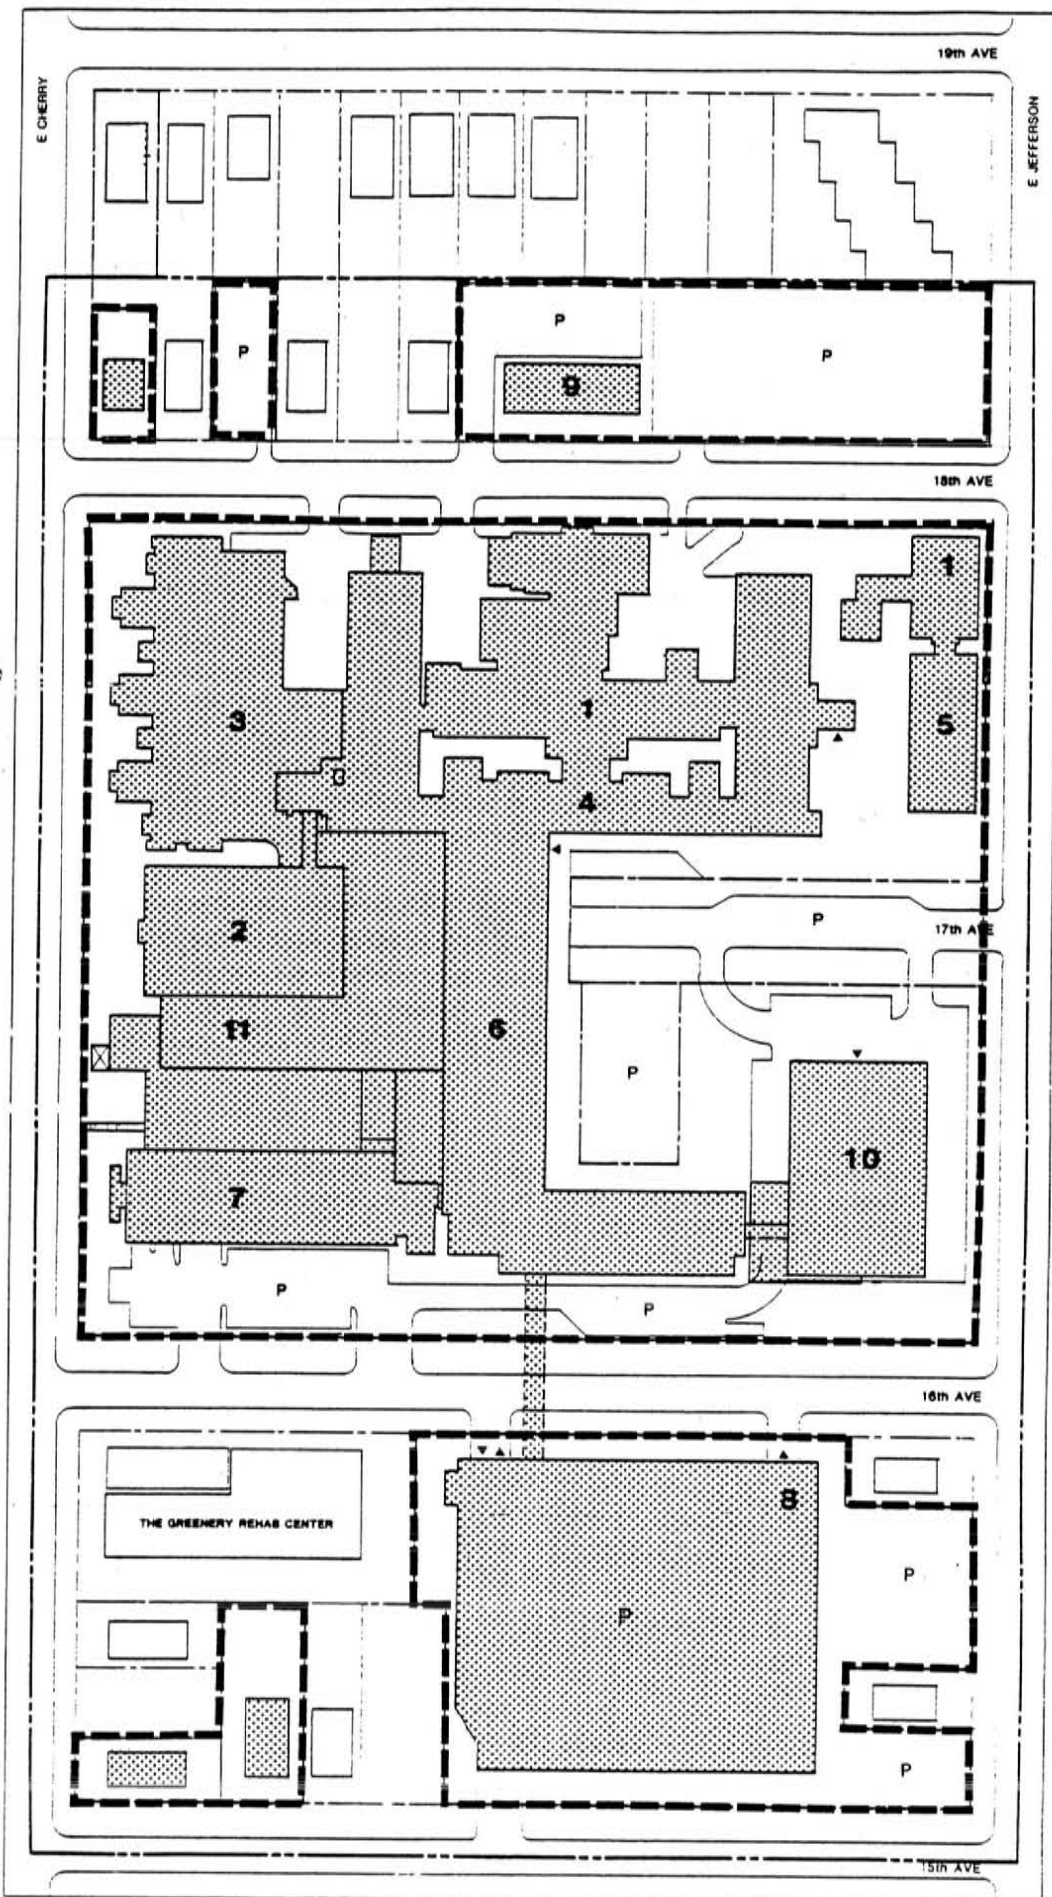 19th AVE
E CHERRY
E JEFFERSON
P
P
P
9
18th AVE
1
3
1
5
4
P
2
17th AVE
6
11
P
10
7
P
P
16th AVE
8
THE GREENERY REHAB CENTER
P
P
P
15th AVE